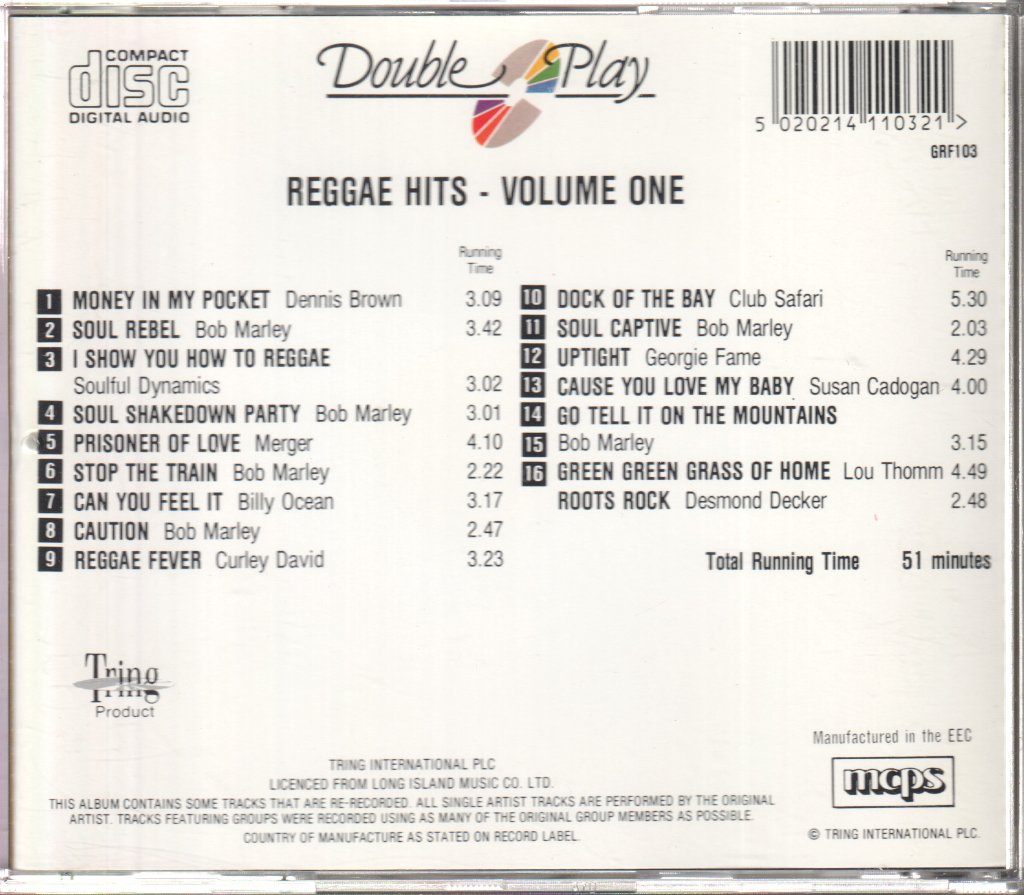 COMPACT
disc
DIGITAL AUDIO
Double Play
5 020214 110321 >
GRF103
REGGAE HITS - VOLUME ONE
Running
Time
1 MONEY IN MY POCKET Dennis Brown 3.09
2 SOUL REBEL Bob Marley 3.42
3 I SHOW YOU HOW TO REGGAE
Soulful Dynamics 3.02
4 SOUL SHAKEDOWN PARTY Bob Marley 3.01
5 PRISONER OF LOVE Merger 4.10
6 STOP THE TRAIN Bob Marley 2.22
7 CAN YOU FEEL IT Billy Ocean 3.17
8 CAUTION Bob Marley 2.47
9 REGGAE FEVER Curley David 3.23
Running
Time
10 DOCK OF THE BAY Club Safari 5.30
11 SOUL CAPTIVE Bob Marley 2.03
12 UPTIGHT Georgie Fame 4.29
13 CAUSE YOU LOVE MY BABY Susan Cadogan 4.00
14 GO TELL IT ON THE MOUNTAINS
15 Bob Marley 3.15
16 GREEN GREEN GRASS OF HOME Lou Thomm 4.49
ROOTS ROCK Desmond Decker 2.48
Total Running Time 51 minutes
Tring
Product
TRING INTERNATIONAL PLC
LICENCED FROM LONG ISLAND MUSIC CO. LTD.
THIS ALBUM CONTAINS SOME TRACKS THAT ARE RE-RECORDED. ALL SINGLE ARTIST TRACKS ARE PERFORMED BY THE ORIGINAL
ARTIST. TRACKS FEATURING GROUPS WERE RECORDED USING AS MANY OF THE ORIGINAL GROUP MEMBERS AS POSSIBLE.
COUNTRY OF MANUFACTURE AS STATED ON RECORD LABEL.
Manufactured in the EEC
mcps
© TRING INTERNATIONAL PLC.